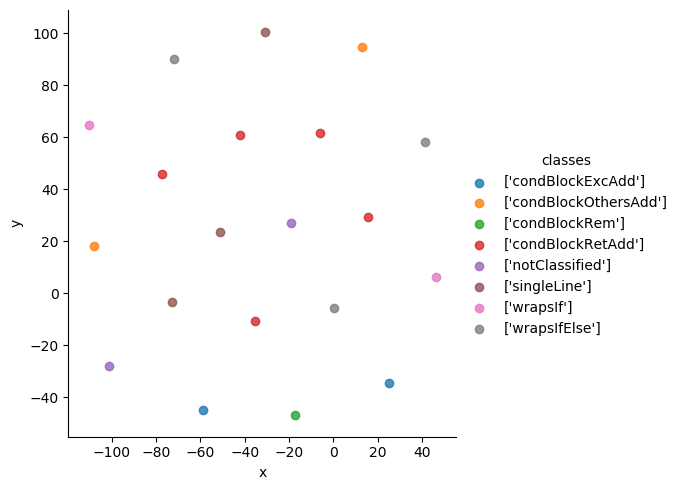 100
80
60
40
20
0
−20
−40
y
−100
−80
−60
−40
−20
0
20
40
x
classes
['condBlockExcAdd']
['condBlockOthersAdd']
['condBlockRem']
['condBlockRetAdd']
['notClassified']
['singleLine']
['wrapsIf']
['wrapsIfElse']